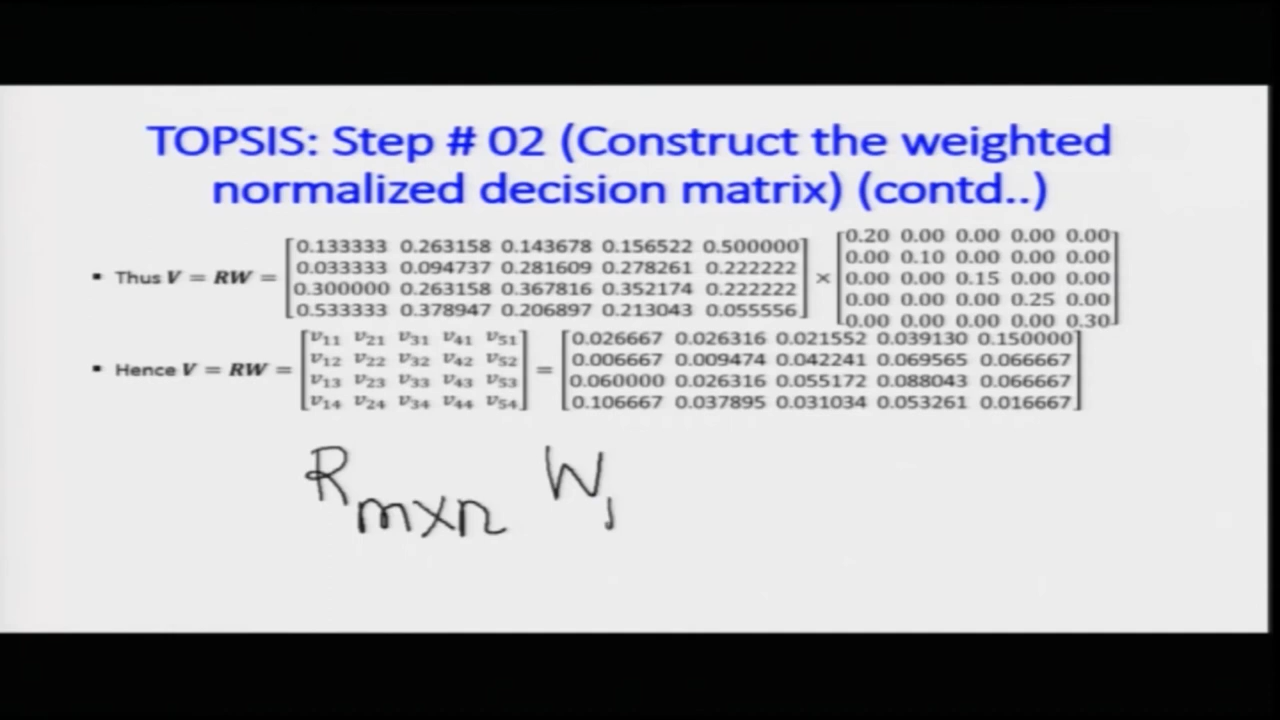 TOPSIS: Step # 02 (Construct the weighted
normalized decision matrix) (contd..)
▪ Thus V = RW = [0.133333 0.263158 0.143678 0.156522 0.500000] × [0.20 0.00 0.00 0.00 0.00]
[0.033333 0.094737 0.281609 0.278261 0.222222] [0.00 0.10 0.00 0.00 0.00]
[0.300000 0.263158 0.367816 0.352174 0.222222] [0.00 0.00 0.15 0.00 0.00]
[0.533333 0.378947 0.206897 0.213043 0.055556] [0.00 0.00 0.00 0.25 0.00]
[0.00 0.00 0.00 0.00 0.30]
▪ Hence V = RW = [v11 v21 v31 v41 v51] = [0.026667 0.026316 0.021552 0.039130 0.150000]
[v12 v22 v32 v42 v52] [0.006667 0.009474 0.042241 0.069565 0.066667]
[v13 v23 v33 v43 v53] [0.060000 0.026316 0.055172 0.088043 0.066667]
[v14 v24 v34 v44 v54] [0.106667 0.037895 0.031034 0.053261 0.016667]
R m×n W